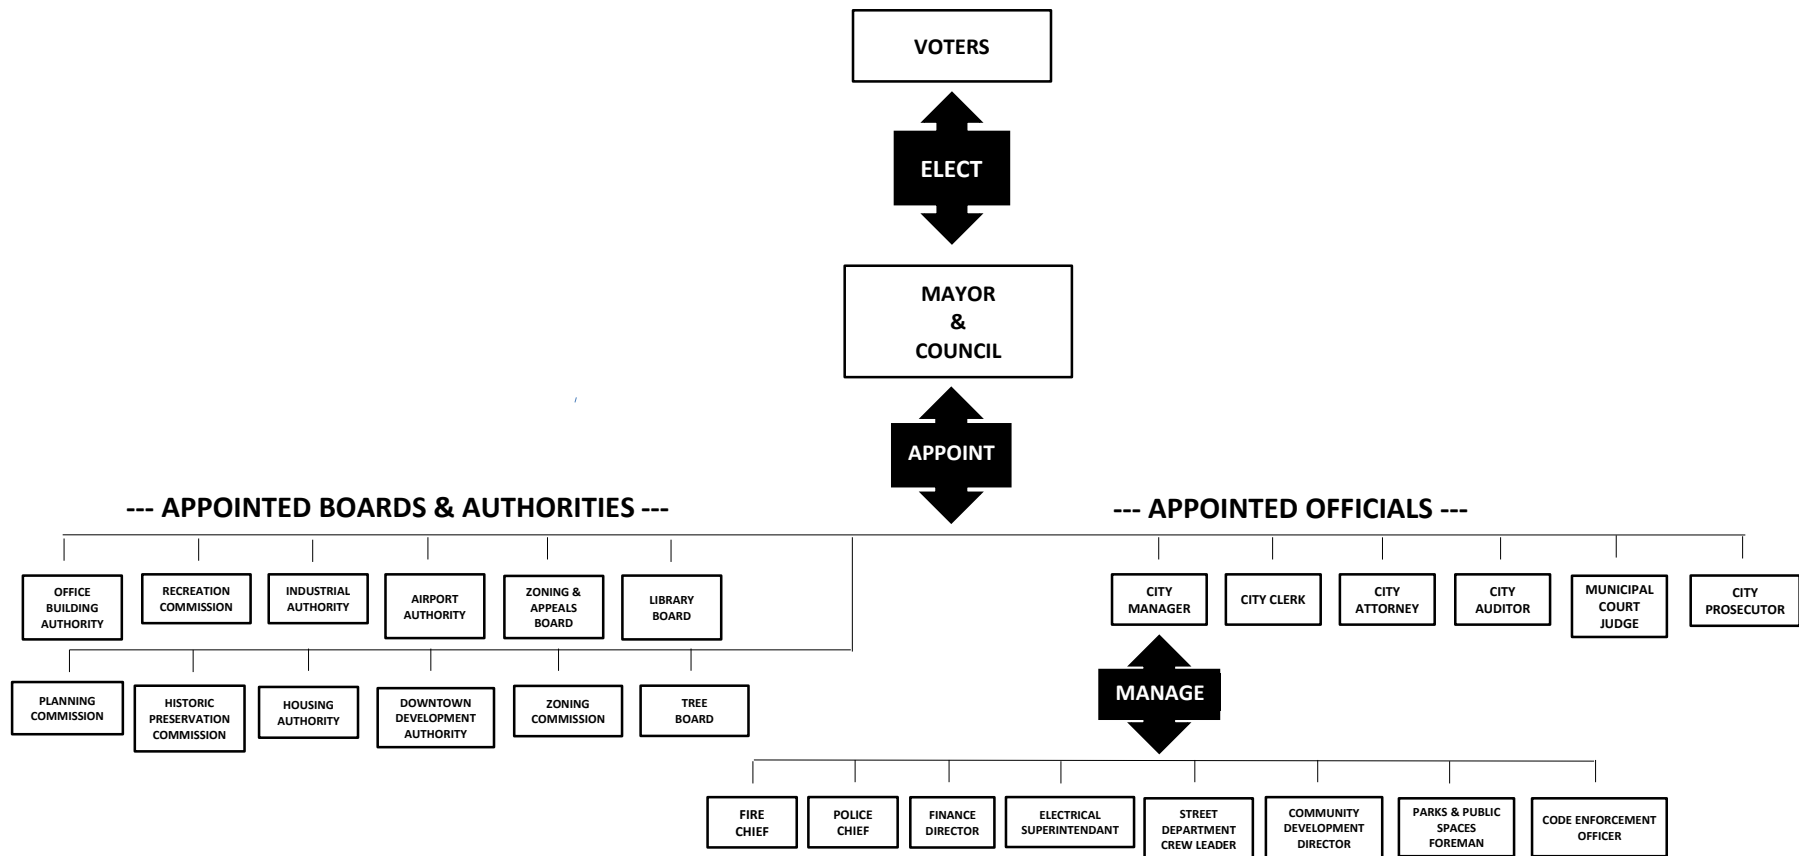 VOTERS
ELECT
MAYOR
&
COUNCIL
APPOINT
--- APPOINTED BOARDS & AUTHORITIES ---
--- APPOINTED OFFICIALS ---
OFFICE
BUILDING
AUTHORITY
RECREATION
COMMISSION
INDUSTRIAL
AUTHORITY
AIRPORT
AUTHORITY
ZONING &
APPEALS
BOARD
LIBRARY
BOARD
CITY
MANAGER
CITY CLERK
CITY
ATTORNEY
CITY
AUDITOR
MUNICIPAL
COURT
JUDGE
CITY
PROSECUTOR
PLANNING
COMMISSION
HISTORIC
PRESERVATION
COMMISSION
HOUSING
AUTHORITY
DOWNTOWN
DEVELOPMENT
AUTHORITY
ZONING
COMMISSION
TREE
BOARD
MANAGE
FIRE
CHIEF
POLICE
CHIEF
FINANCE
DIRECTOR
ELECTRICAL
SUPERINTENDANT
STREET
DEPARTMENT
CREW LEADER
COMMUNITY
DEVELOPMENT
DIRECTOR
PARKS & PUBLIC
SPACES
FOREMAN
CODE ENFORCEMENT
OFFICER